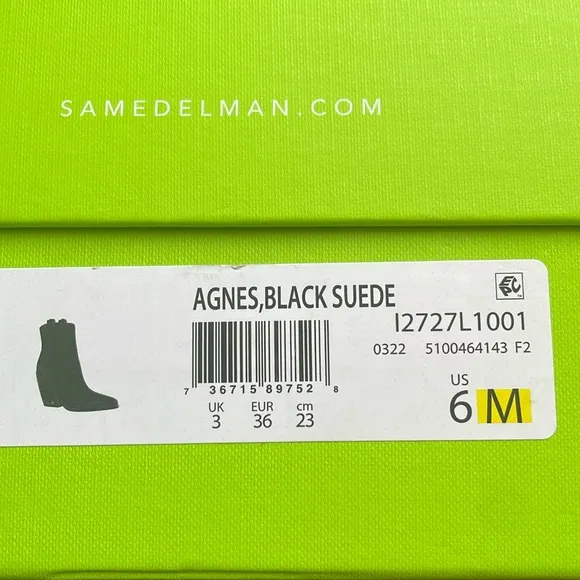 SAMEDELMAN.COM
AGNES,BLACK SUEDE
I2727L1001
0322 5100464143 F2
7 36715 89752 8
UK EUR cm
3 36 23
US
6 M